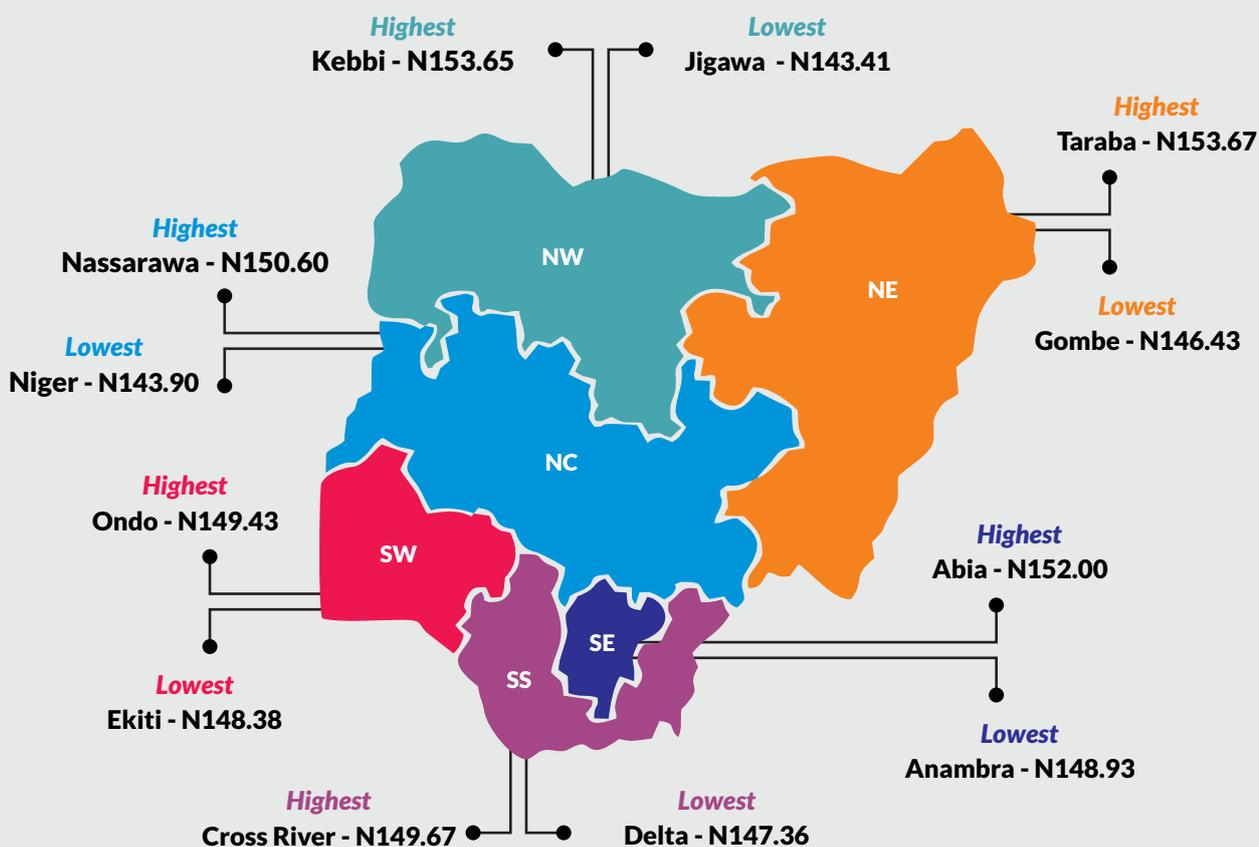 Highest
Kebbi - N153.65
Lowest
Jigawa - N143.41
Highest
Taraba - N153.67
Highest
Nassarawa - N150.60
NW
NE
Lowest
Gombe - N146.43
Lowest
Niger - N143.90
NC
Highest
Ondo - N149.43
SW
Highest
Abia - N152.00
SE
SS
Lowest
Ekiti - N148.38
Lowest
Anambra - N148.93
Highest
Cross River - N149.67
Lowest
Delta - N147.36